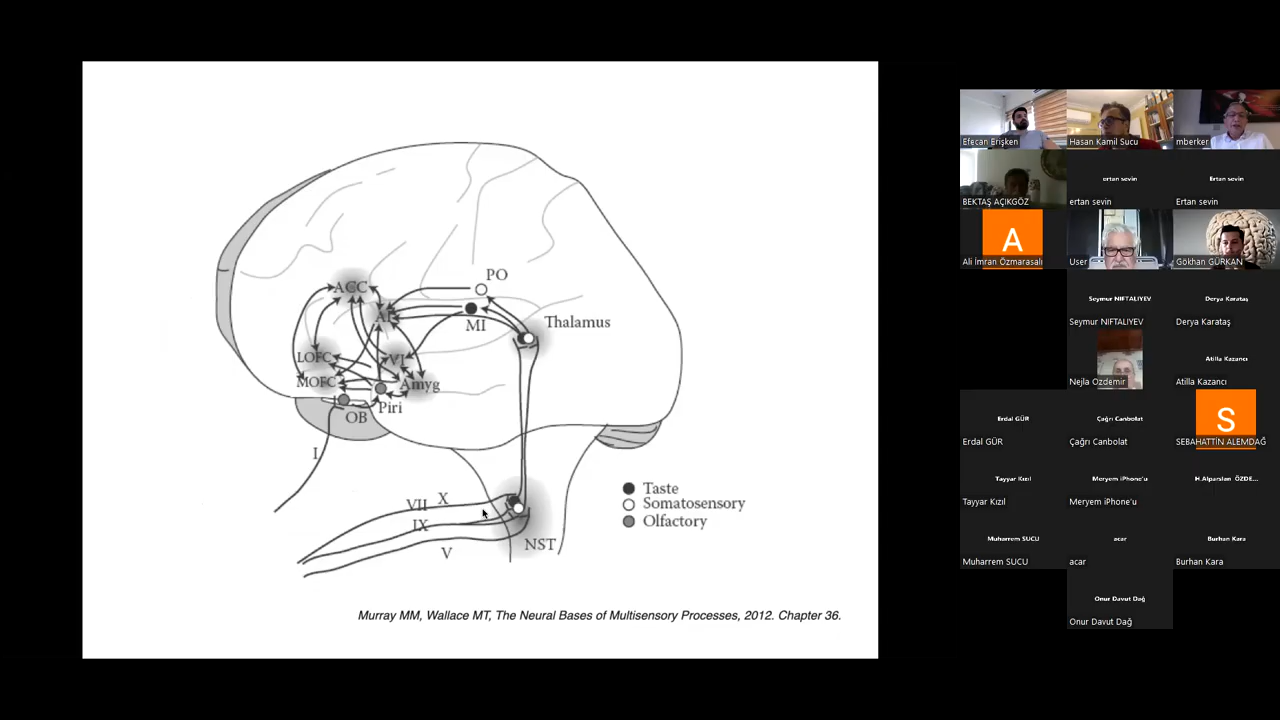 ACC
PO
AI
MI
Thalamus
LOFC
VI
MOFC
Amyg
Piri
OB
I
VII
X
IX
V
NST
Taste
Somatosensory
Olfactory
Murray MM, Wallace MT, The Neural Bases of Multisensory Processes, 2012. Chapter 36.
Efecan Erişken
Hasan Kamil Sucu
mberker
BEKTAŞ AÇIKGÖZ
ertan sevin
ertan sevin
Ertan sevin
Ertan sevin
A
Ali İmran Özmarasalı
User
Gökhan GÜRKAN
Seymur NIFTALIYEV
Seymur NIFTALIYEV
Derya Karataş
Derya Karataş
Nejla Özdemir
Atilla Kazancı
Atilla Kazancı
Erdal GÜR
Erdal GÜR
Çağrı Canbolat
Çağrı Canbolat
S
SEBAHATTİN ALEMDAĞ
Tayyar Kızıl
Tayyar Kızıl
Meryem iPhone'u
Meryem iPhone'u
H.Alparslan ÖZDE...
Muharrem SUCU
Muharrem SUCU
acar
acar
Burhan Kara
Burhan Kara
Onur Davut Dağ
Onur Davut Dağ